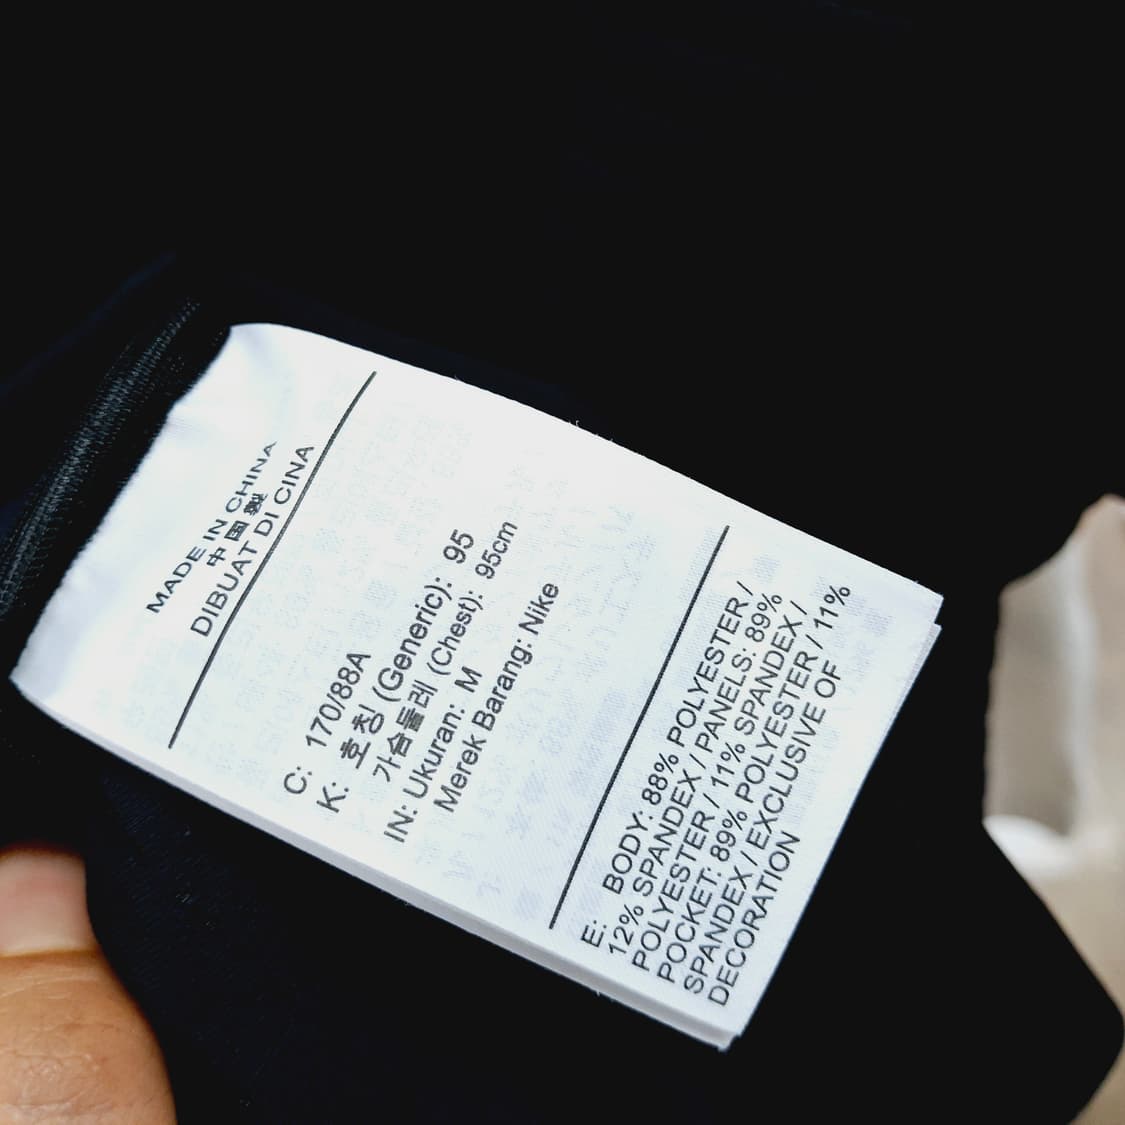 MADE IN CHINA
中国製
DIBUAT DI CINA
C: 170/88A
K: 호칭 (Generic): 95
가슴둘레 (Chest): 95cm
IN: Ukuran: M
Merek Barang: Nike
E: BODY: 88% POLYESTER /
12% SPANDEX / PANELS: 89%
POLYESTER / 11% SPANDEX /
POCKET: 89% POLYESTER / 11%
SPANDEX / EXCLUSIVE OF
DECORATION